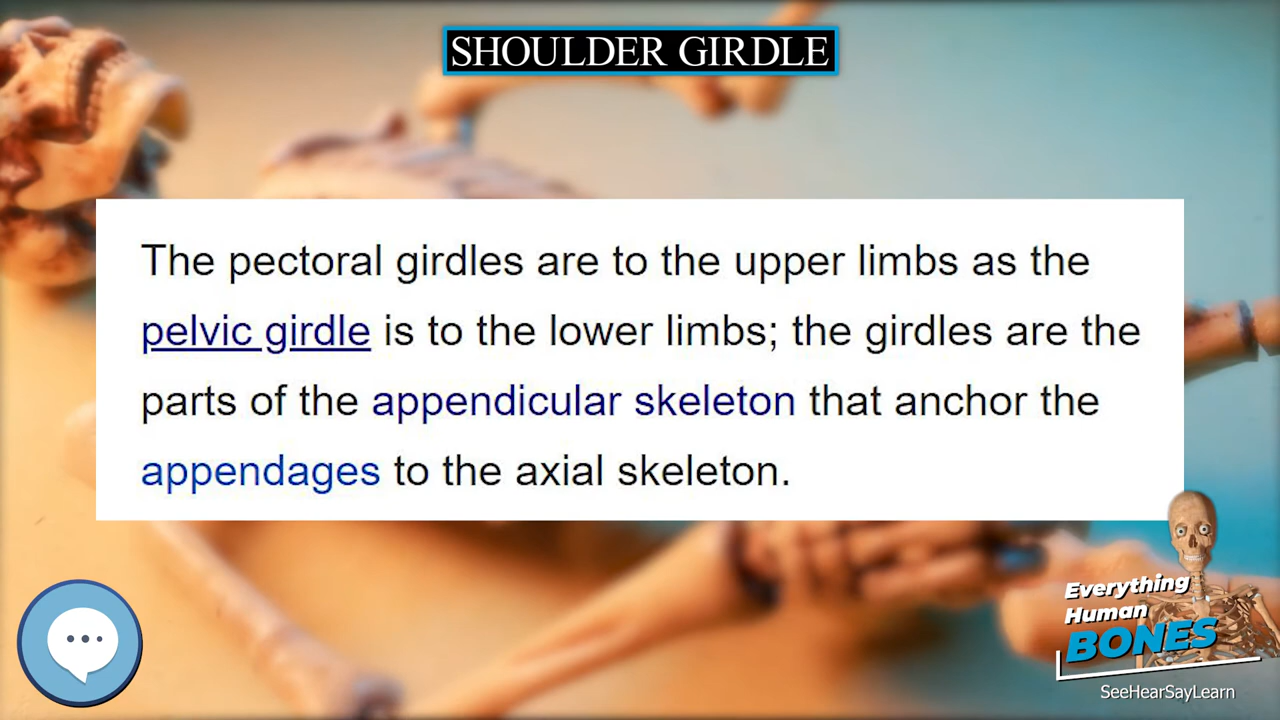 SHOULDER GIRDLE
The pectoral girdles are to the upper limbs as the
pelvic girdle is to the lower limbs; the girdles are the
parts of the appendicular skeleton that anchor the
appendages to the axial skeleton.
Everything
Human
BONES
SeeHearSayLearn